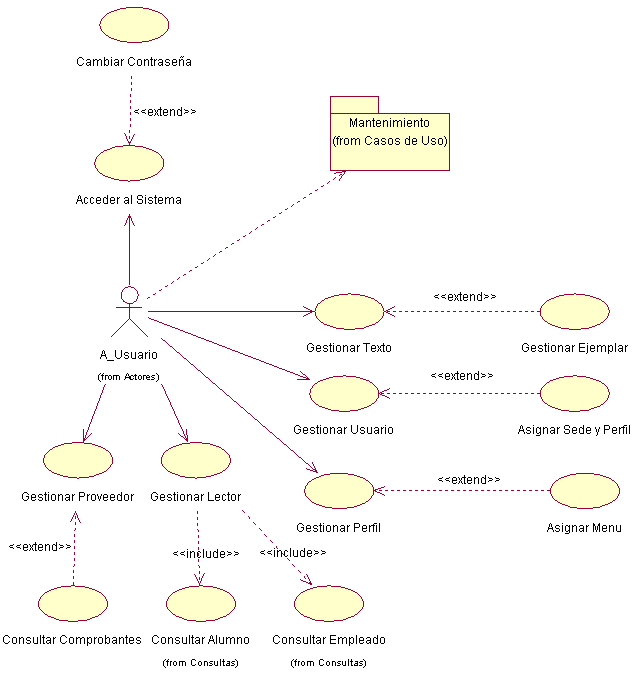 Cambiar Contraseña
<<extend>>
Acceder al Sistema
Mantenimiento
(from Casos de Uso)
A_Usuario
(from Actores)
<<extend>>
Gestionar Texto
Gestionar Ejemplar
<<extend>>
Gestionar Usuario
Asignar Sede y Perfil
<<extend>>
Gestionar Perfil
Asignar Menu
Gestionar Proveedor
Gestionar Lector
<<extend>>
<<include>>
<<include>>
Consultar Comprobantes
Consultar Alumno
(from Consultas)
Consultar Empleado
(from Consultas)